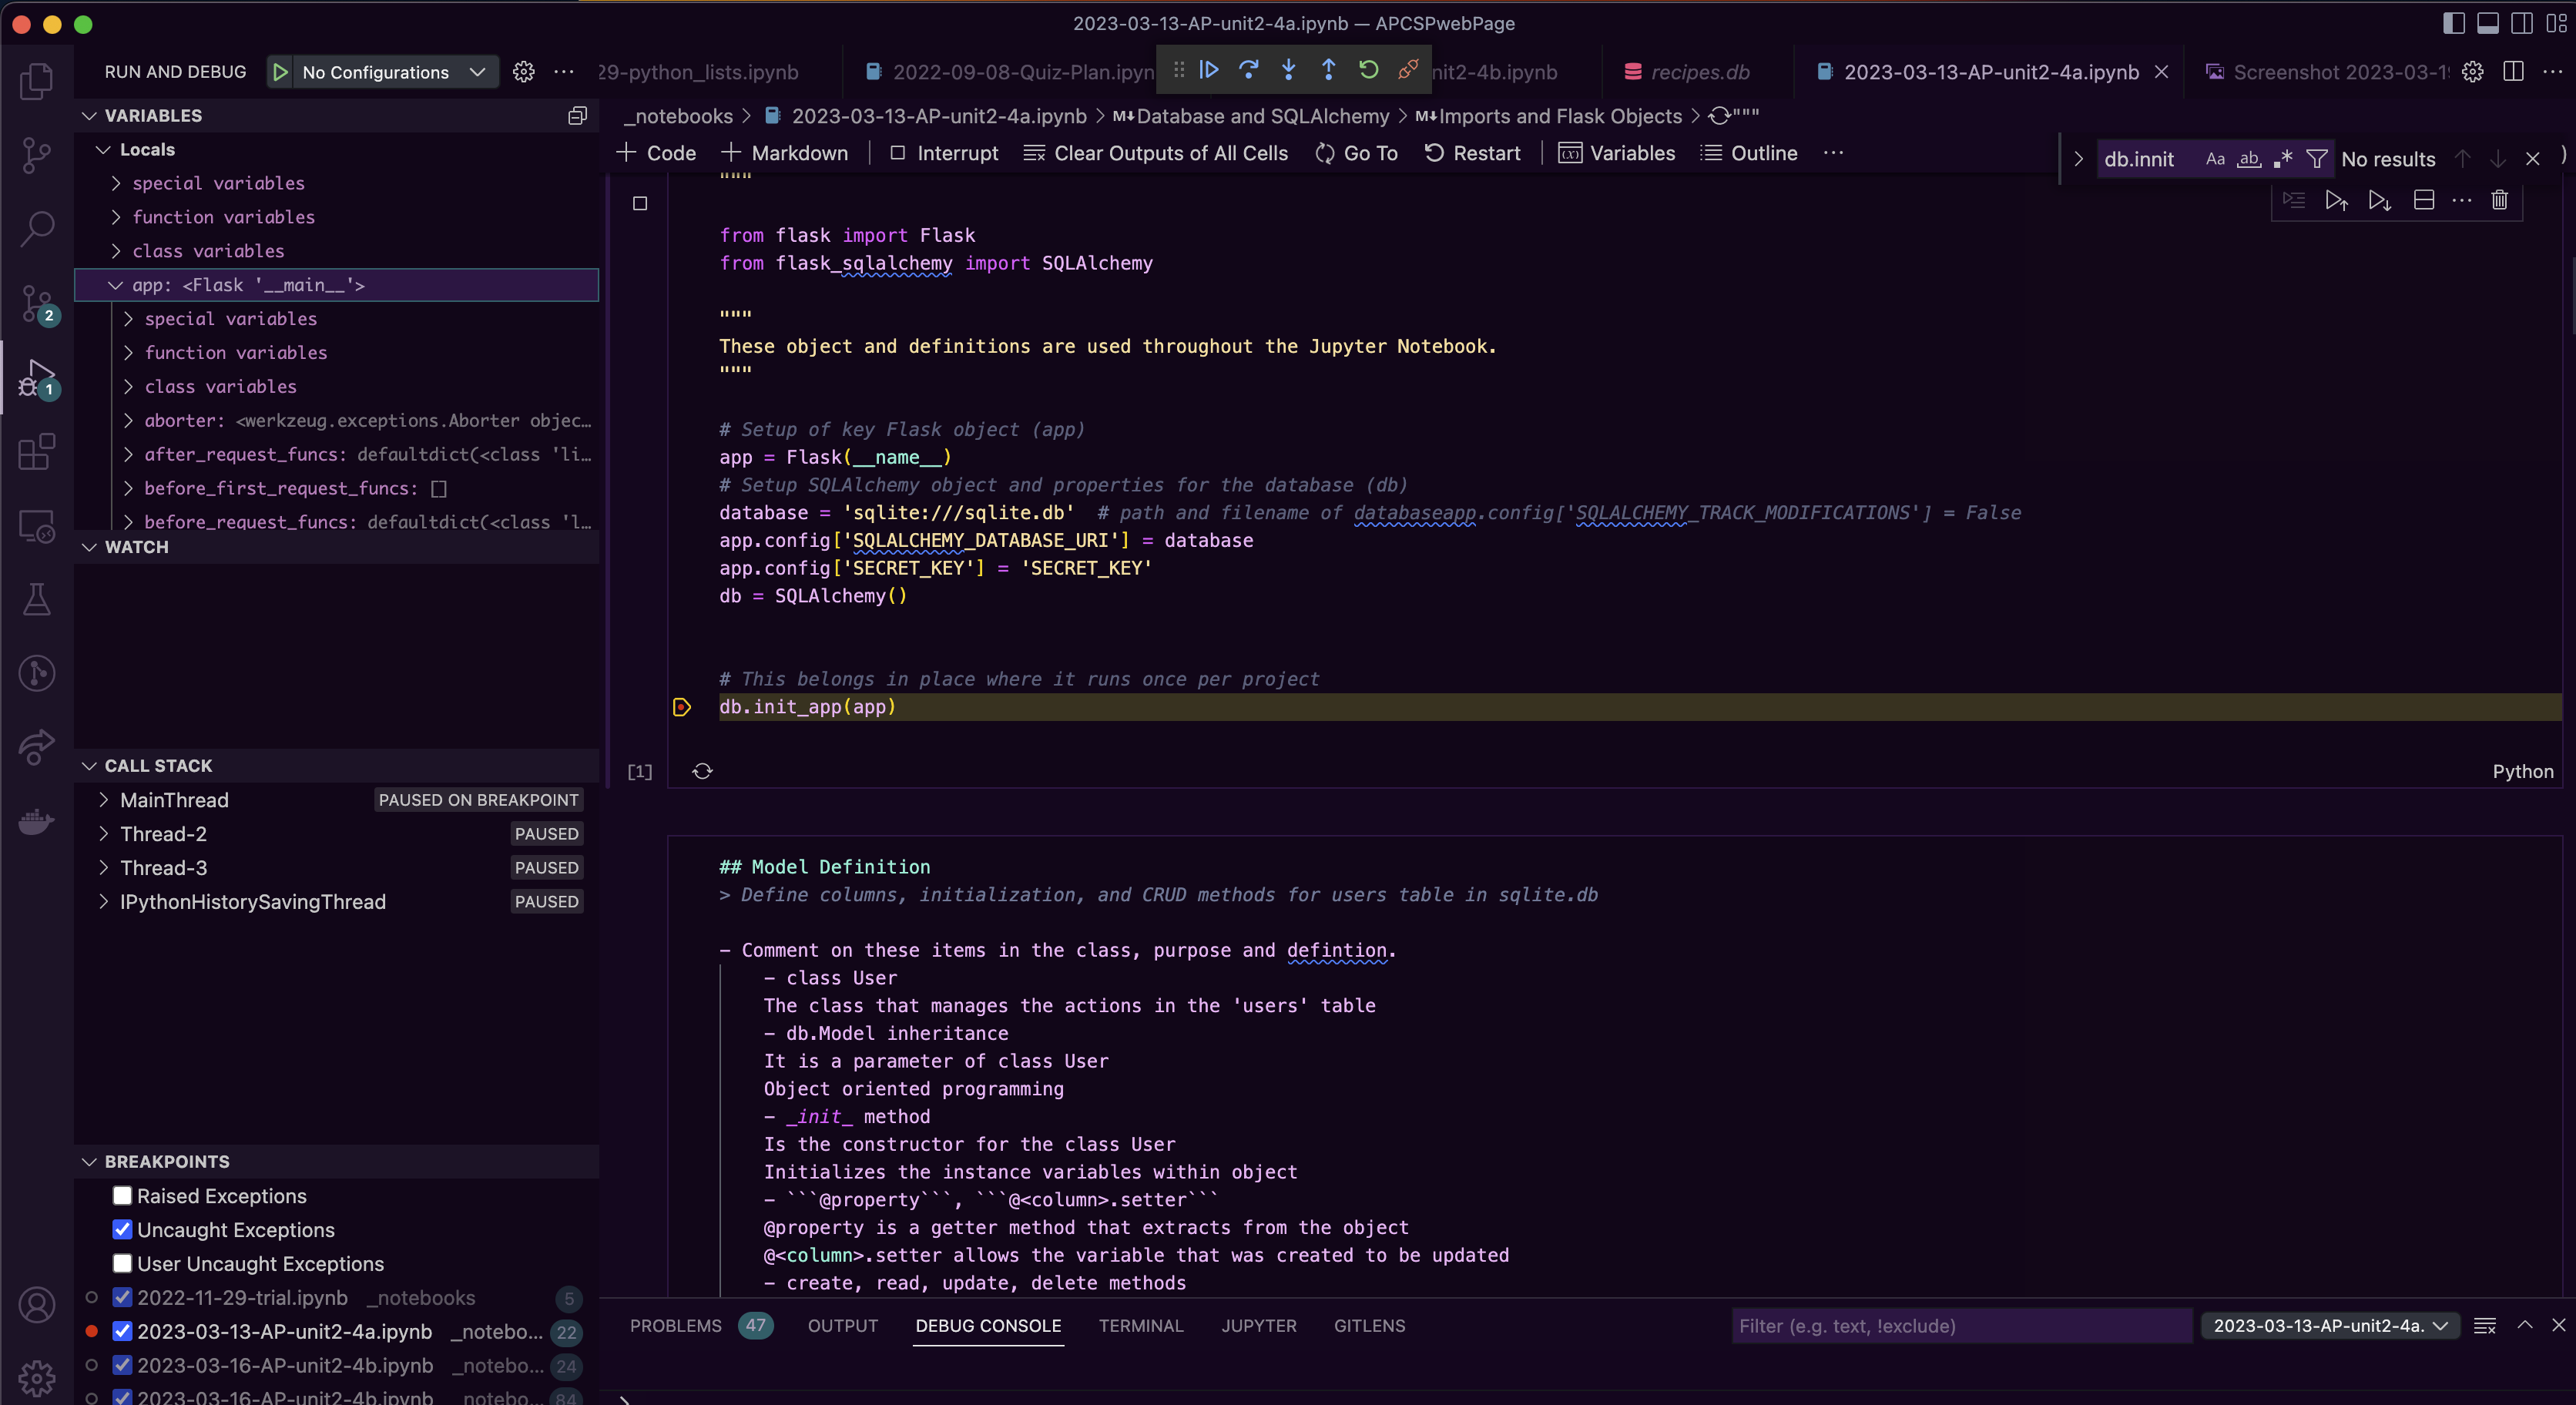 2023-03-13-AP-unit2-4a.ipynb — APCSPwebPage
RUN AND DEBUG
No Configurations
29-python_lists.ipynb
2022-09-08-Quiz-Plan.ipyn
nit2-4b.ipynb
recipes.db
2023-03-13-AP-unit2-4a.ipynb
Screenshot 2023-03-1
_notebooks > 2023-03-13-AP-unit2-4a.ipynb > M↓Database and SQLAlchemy > M↓Imports and Flask Objects > """
+ Code + Markdown | Interrupt Clear Outputs of All Cells Go To Restart | Variables Outline ...
db.innit Aa ab .* No results
VARIABLES
Locals
special variables
function variables
class variables
app: <Flask '__main__'>
special variables
function variables
class variables
aborter: <werkzeug.exceptions.Aborter objec...
after_request_funcs: defaultdict(<class 'li...
before_first_request_funcs: []
before_request_funcs: defaultdict(<class 'l...
WATCH
CALL STACK
MainThread PAUSED ON BREAKPOINT
Thread-2 PAUSED
Thread-3 PAUSED
IPythonHistorySavingThread PAUSED
BREAKPOINTS
Raised Exceptions
Uncaught Exceptions
User Uncaught Exceptions
2022-11-29-trial.ipynb _notebooks 5
2023-03-13-AP-unit2-4a.ipynb _notebo... 22
2023-03-16-AP-unit2-4b.ipynb _notebo... 24
2023-03-16-AP-unit2-4b.ipynb _notebo... 84
2
1
"""
from flask import Flask
from flask_sqlalchemy import SQLAlchemy
"""
These object and definitions are used throughout the Jupyter Notebook.
"""
# Setup of key Flask object (app)
app = Flask(__name__)
# Setup SQLAlchemy object and properties for the database (db)
database = 'sqlite:///sqlite.db' # path and filename of databaseapp.config['SQLALCHEMY_TRACK_MODIFICATIONS'] = False
app.config['SQLALCHEMY_DATABASE_URI'] = database
app.config['SECRET_KEY'] = 'SECRET_KEY'
db = SQLAlchemy()
# This belongs in place where it runs once per project
db.init_app(app)
[1]
Python
## Model Definition
> Define columns, initialization, and CRUD methods for users table in sqlite.db
- Comment on these items in the class, purpose and defintion.
- class User
The class that manages the actions in the 'users' table
- db.Model inheritance
It is a parameter of class User
Object oriented programming
- _init_ method
Is the constructor for the class User
Initializes the instance variables within object
- ```@property```, ```@<column>.setter```
@property is a getter method that extracts from the object
@<column>.setter allows the variable that was created to be updated
- create, read, update, delete methods
PROBLEMS 47 OUTPUT DEBUG CONSOLE TERMINAL JUPYTER GITLENS
Filter (e.g. text, !exclude)
2023-03-13-AP-unit2-4a.